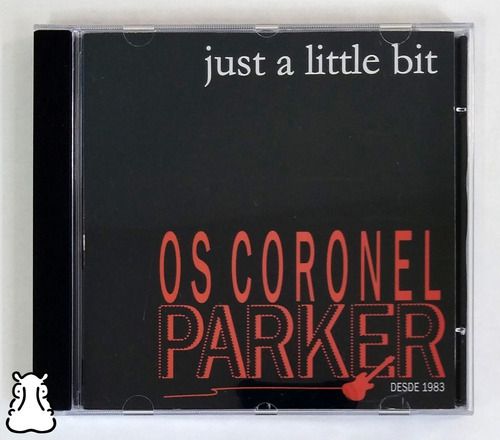 just a little bit
OS CORONEL
PARKER
DESDE 1983